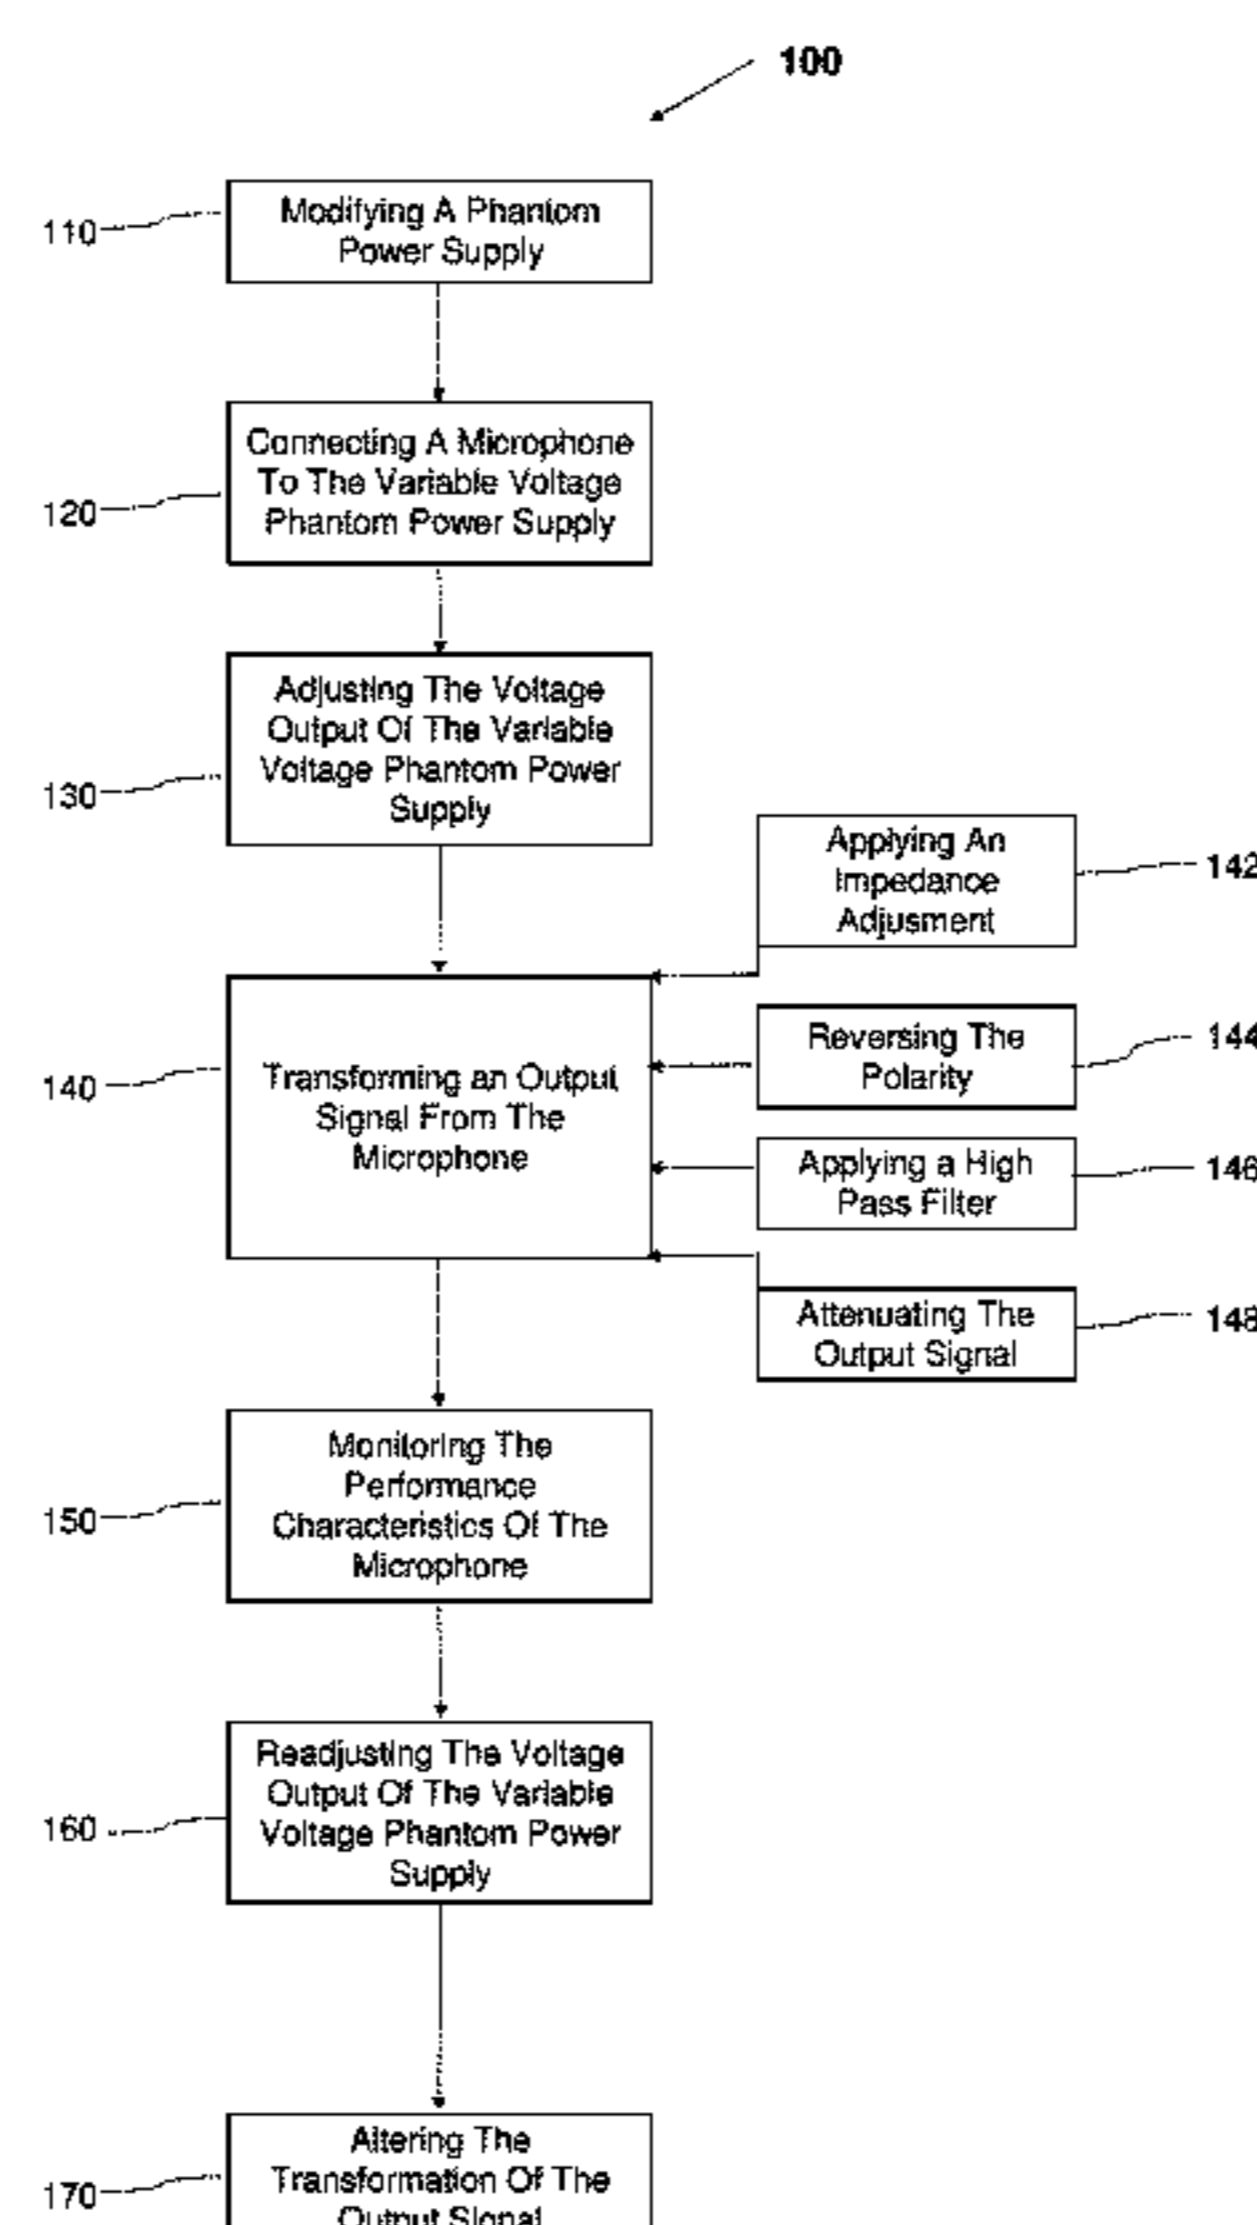 100
110
Modifying A Phantom
Power Supply
120
Connecting A Microphone
To The Variable Voltage
Phantom Power Supply
130
Adjusting The Voltage
Output Of The Variable
Voltage Phantom Power
Supply
Applying An
Impedance
Adjusment
142
140
Transforming an Output
Signal From The
Microphone
Reversing The
Polarity
144
Applying a High
Pass Filter
146
Attenuating The
Output Signal
148
150
Monitoring The
Performance
Characteristics Of The
Microphone
160
Readjusting The Voltage
Output Of The Variable
Voltage Phantom Power
Supply
170
Altering The
Transformation Of The
Output Signal